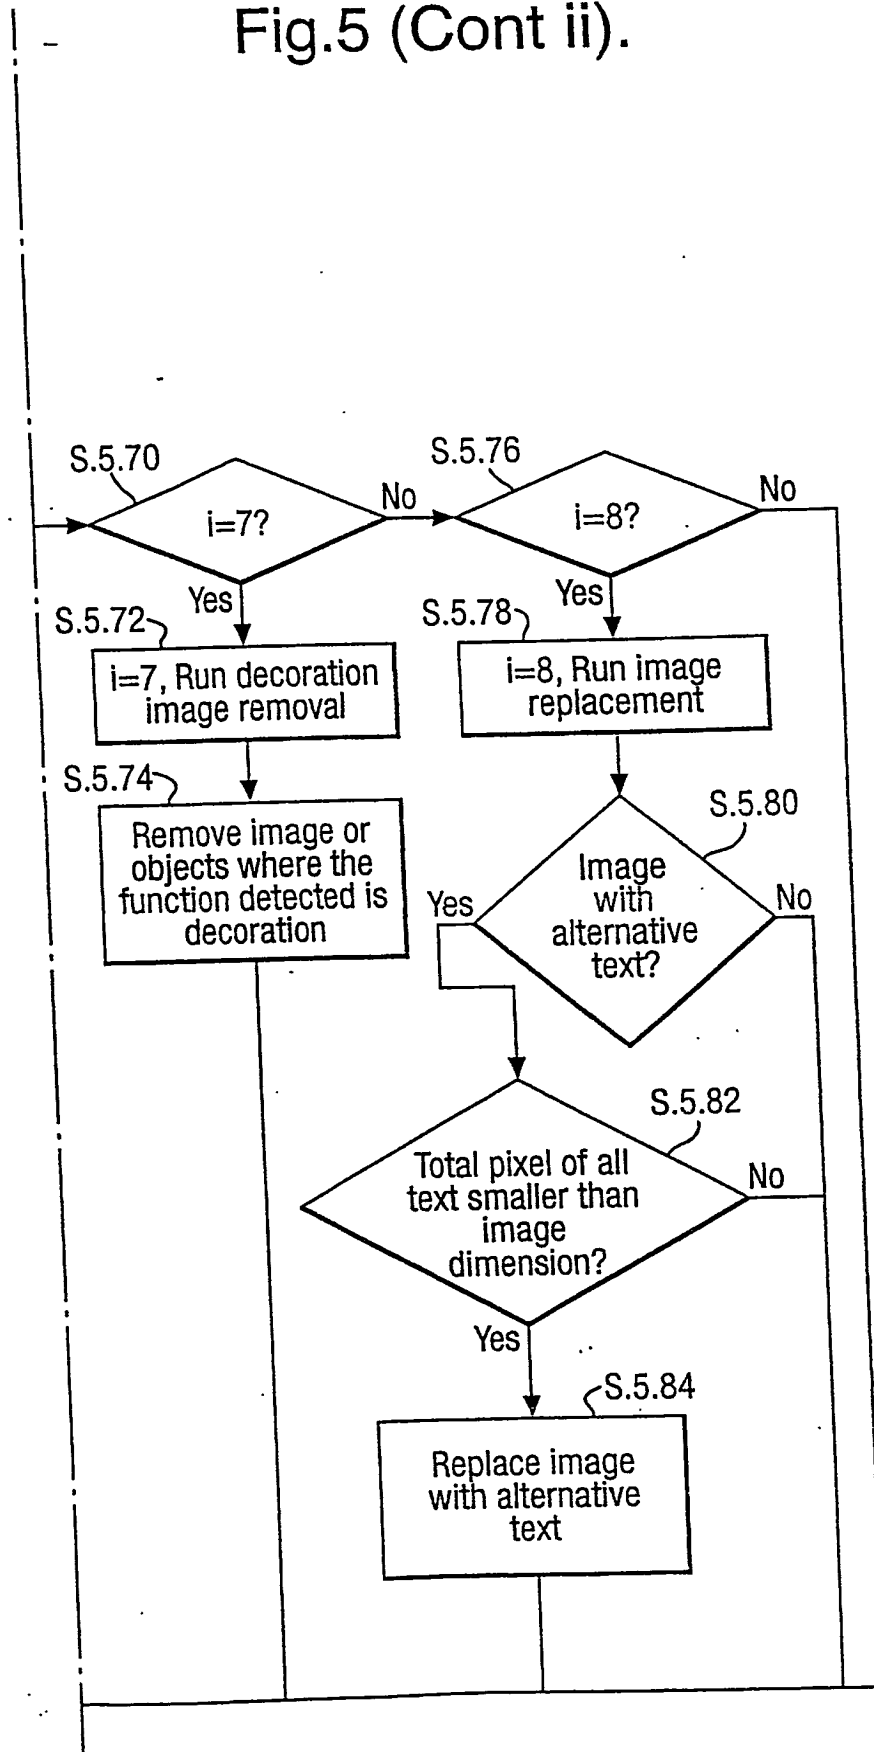 Fig.5 (Cont ii).
S.5.70
i=7?
No
Yes
S.5.76
i=8?
No
Yes
S.5.72
i=7, Run decoration
image removal
S.5.78
i=8, Run image
replacement
S.5.74
Remove image or
objects where the
function detected is
decoration
S.5.80
Image
with
alternative
text?
Yes
No
S.5.82
Total pixel of all
text smaller than
image
dimension?
No
Yes
S.5.84
Replace image
with alternative
text